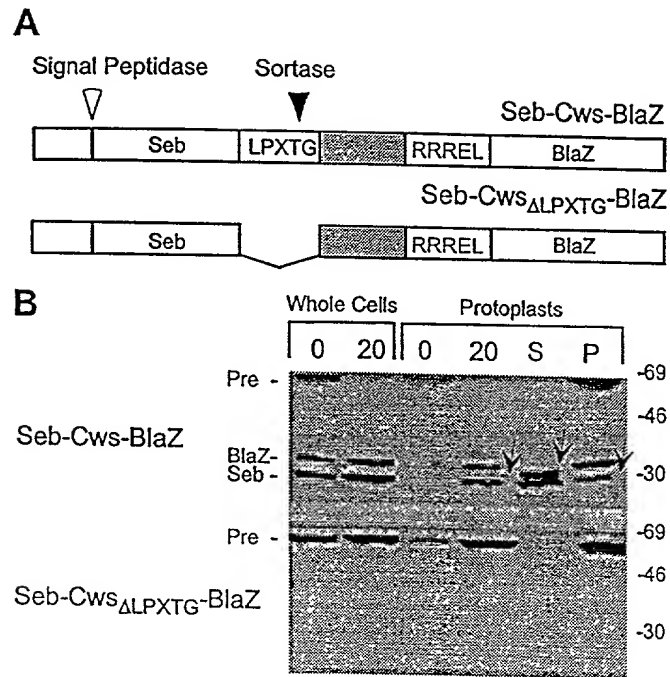 A
Signal Peptidase Sortase
Seb-Cws-BlaZ
Seb LPXTG RRREL BlaZ
Seb-CwsΔLPXTG-BlaZ
Seb RRREL BlaZ
B
Whole Cells Protoplasts
0 20 0 20 S P
Pre - -69
-46
Seb-Cws-BlaZ
BlaZ-
Seb - -30
Pre - -69
-46
Seb-CwsΔLPXTG-BlaZ
-30